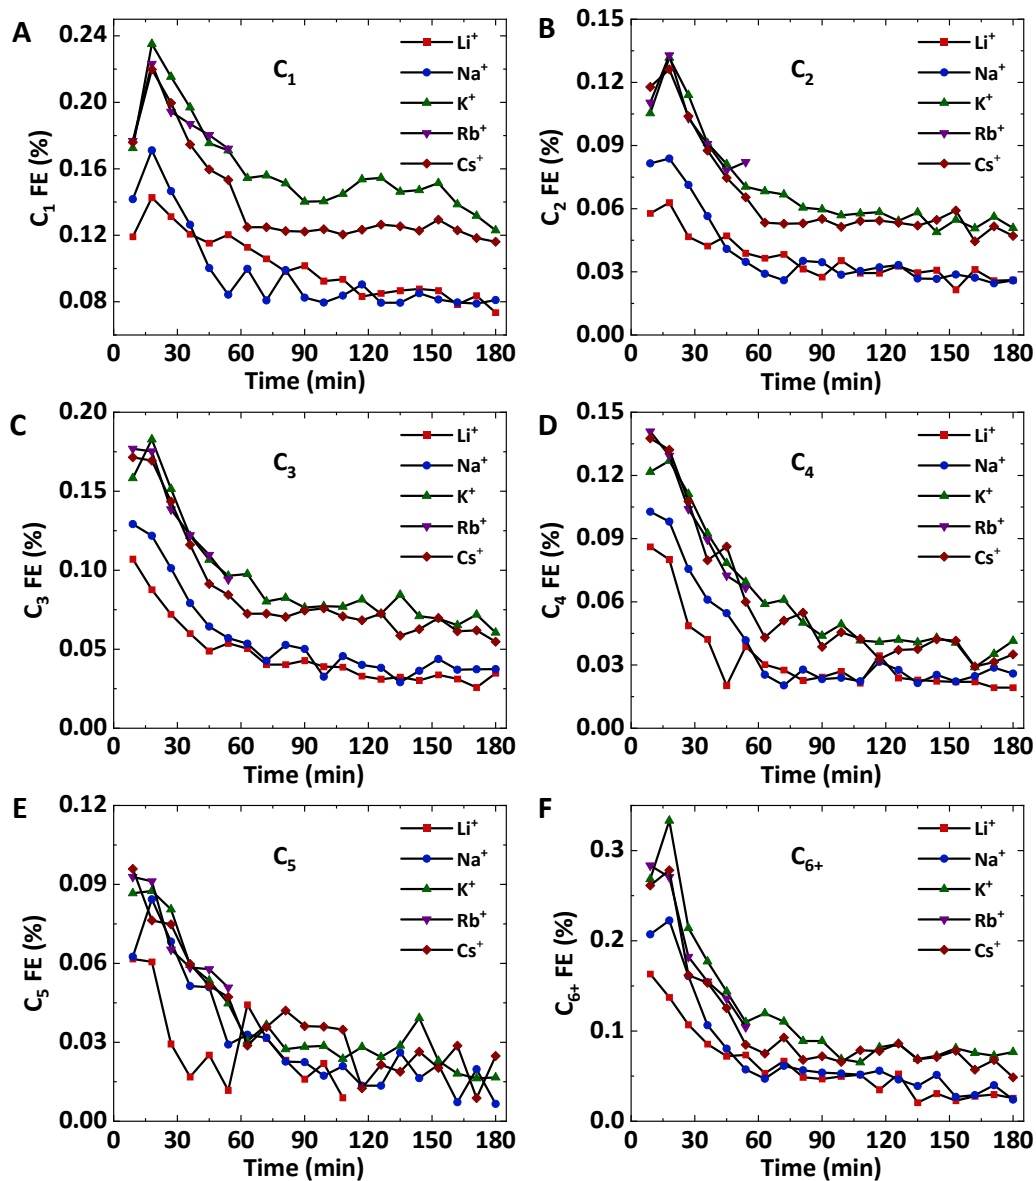 A
C1 FE (%)
0.24
0.20
0.16
0.12
0.08
C1
Li+
Na+
K+
Rb+
Cs+
0 30 60 90 120 150 180
Time (min)
B
C2 FE (%)
0.15
0.12
0.09
0.06
0.03
0.00
C2
Li+
Na+
K+
Rb+
Cs+
0 30 60 90 120 150 180
Time (min)
C
C3 FE (%)
0.20
0.15
0.10
0.05
0.00
C3
Li+
Na+
K+
Rb+
Cs+
0 30 60 90 120 150 180
Time (min)
D
C4 FE (%)
0.15
0.12
0.09
0.06
0.03
0.00
C4
Li+
Na+
K+
Rb+
Cs+
0 30 60 90 120 150 180
Time (min)
E
C5 FE (%)
0.12
0.09
0.06
0.03
0.00
C5
Li+
Na+
K+
Rb+
Cs+
0 30 60 90 120 150 180
Time (min)
F
C6+ FE (%)
0.3
0.2
0.1
0.0
C6+
Li+
Na+
K+
Rb+
Cs+
0 30 60 90 120 150 180
Time (min)